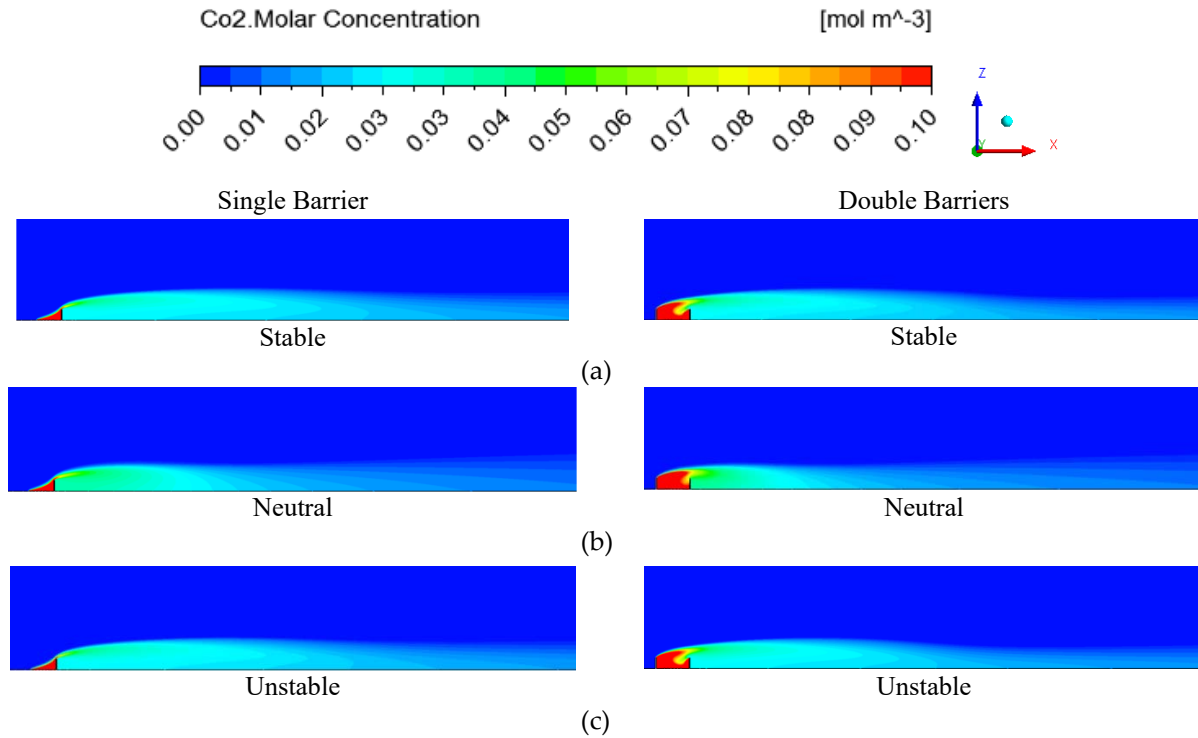 Co2.Molar Concentration [mol m^-3]
0.00 0.01 0.02 0.03 0.03 0.04 0.05 0.06 0.07 0.08 0.08 0.09 0.10
Z
Y X
Single Barrier Double Barriers
Stable Stable
(a)
Neutral Neutral
(b)
Unstable Unstable
(c)